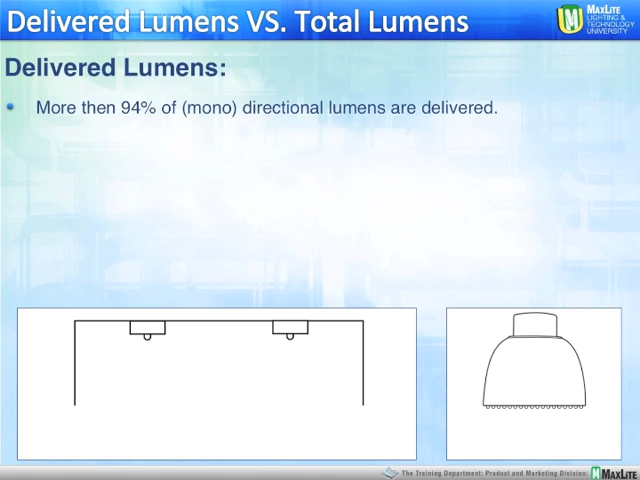 Delivered Lumens VS. Total Lumens
MAXLITE
LIGHTING &
TECHNOLOGY
UNIVERSITY
Delivered Lumens:
More then 94% of (mono) directional lumens are delivered.
The Training Department: Product and Marketing Division: MAXLITE